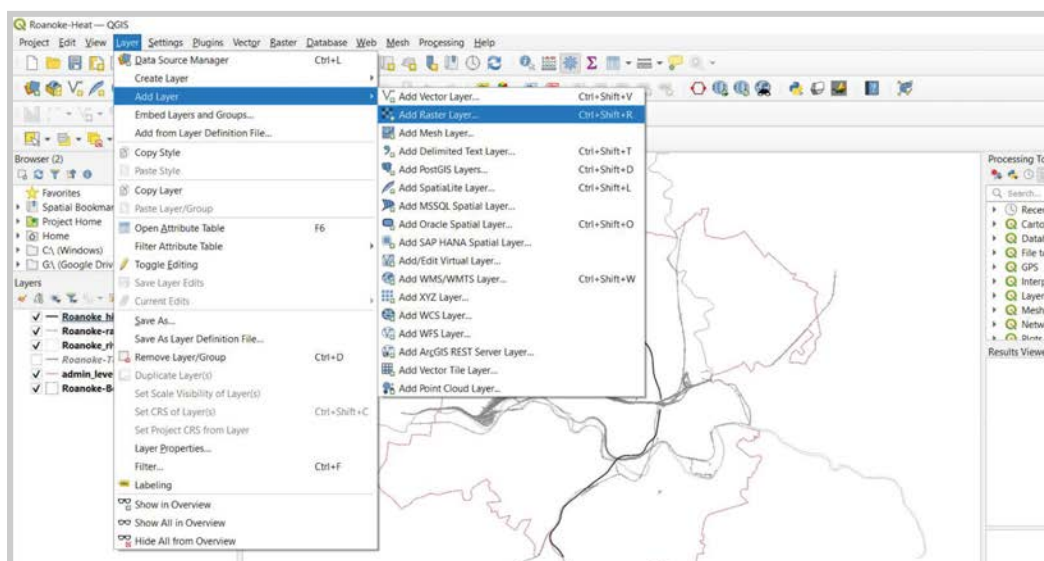 Roanoke-Heat — QGIS
Project Edit View Layer Settings Plugins Vector Raster Database Web Mesh Processing Help
Data Source Manager Ctrl+L
Create Layer
Add Layer
Embed Layers and Groups...
Add from Layer Definition File...
Copy Style
Paste Style
Copy Layer
Paste Layer/Group
Open Attribute Table F6
Filter Attribute Table
Toggle Editing
Save Layer Edits
Current Edits
Save As...
Save As Layer Definition File...
Remove Layer/Group Ctrl+D
Duplicate Layer(s)
Set Scale Visibility of Layer(s)
Set CRS of Layer(s) Ctrl+Shift+C
Set Project CRS from Layer
Layer Properties...
Filter... Ctrl+F
Labeling
Show in Overview
Show All in Overview
Hide All from Overview
Add Vector Layer... Ctrl+Shift+V
Add Raster Layer... Ctrl+Shift+R
Add Mesh Layer...
Add Delimited Text Layer... Ctrl+Shift+T
Add PostGIS Layers... Ctrl+Shift+D
Add SpatiaLite Layer... Ctrl+Shift+L
Add MSSQL Spatial Layer...
Add Oracle Spatial Layer... Ctrl+Shift+O
Add SAP HANA Spatial Layer...
Add/Edit Virtual Layer...
Add WMS/WMTS Layer... Ctrl+Shift+W
Add XYZ Layer...
Add WCS Layer...
Add WFS Layer...
Add ArcGIS REST Server Layer...
Add Vector Tile Layer...
Add Point Cloud Layer...
Browser (2)
Favorites
Spatial Bookmar
Project Home
Home
C:\ (Windows)
G:\ (Google Driv
Layers
Roanoke_hi
Roanoke-ra
Roanoke_ri
Roanoke-T
admin_leve
Roanoke-B
Processing To
Search...
Recen
Carto
Datab
File to
GPS
Interp
Layer
Mesh
Netw
Plots
Results Viewe